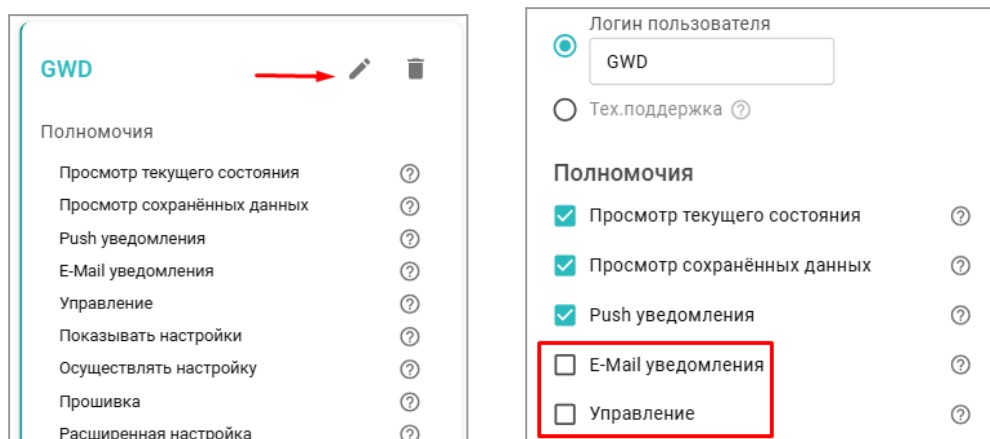 GWD
Полномочия
Просмотр текущего состояния
Просмотр сохранённых данных
Push уведомления
E-Mail уведомления
Управление
Показывать настройки
Осуществлять настройку
Прошивка
Расширенная настройка
Логин пользователя
GWD
Тех.поддержка
Полномочия
Просмотр текущего состояния
Просмотр сохранённых данных
Push уведомления
E-Mail уведомления
Управление